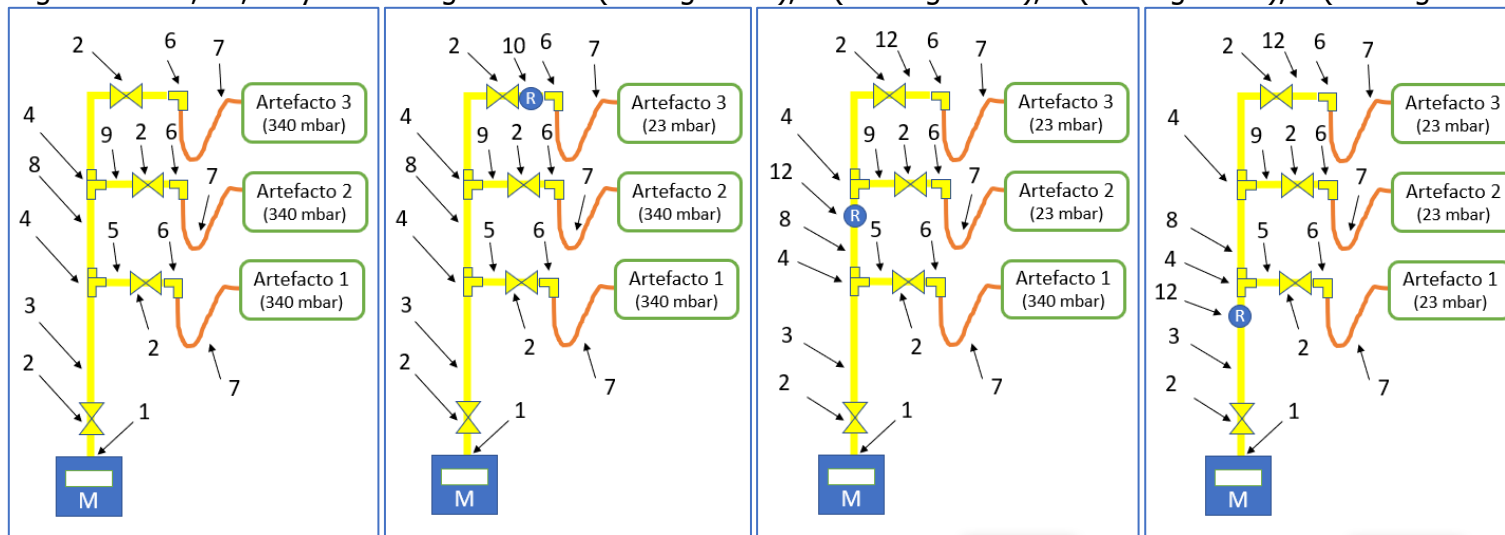 2 6 7
Artefacto 3
(340 mbar)
4 9 2 6
8 7
Artefacto 2
(340 mbar)
4 5 6
Artefacto 1
(340 mbar)
3
2 2 7
1
M
2 10 6 7
R
Artefacto 3
(23 mbar)
4 9 2 6
8 7
Artefacto 2
(340 mbar)
4 5 6
Artefacto 1
(340 mbar)
3
2 2 7
1
M
2 12 6 7
Artefacto 3
(23 mbar)
4 9 2 6
12 7
Artefacto 2
(23 mbar)
R
8 5 6
4
Artefacto 1
(340 mbar)
3 2
2 7
1
M
2 12 6 7
Artefacto 3
(23 mbar)
4 9 2 6
7
Artefacto 2
(23 mbar)
8 5 6
4
Artefacto 1
(23 mbar)
12 R
3 2
2 7
1
M